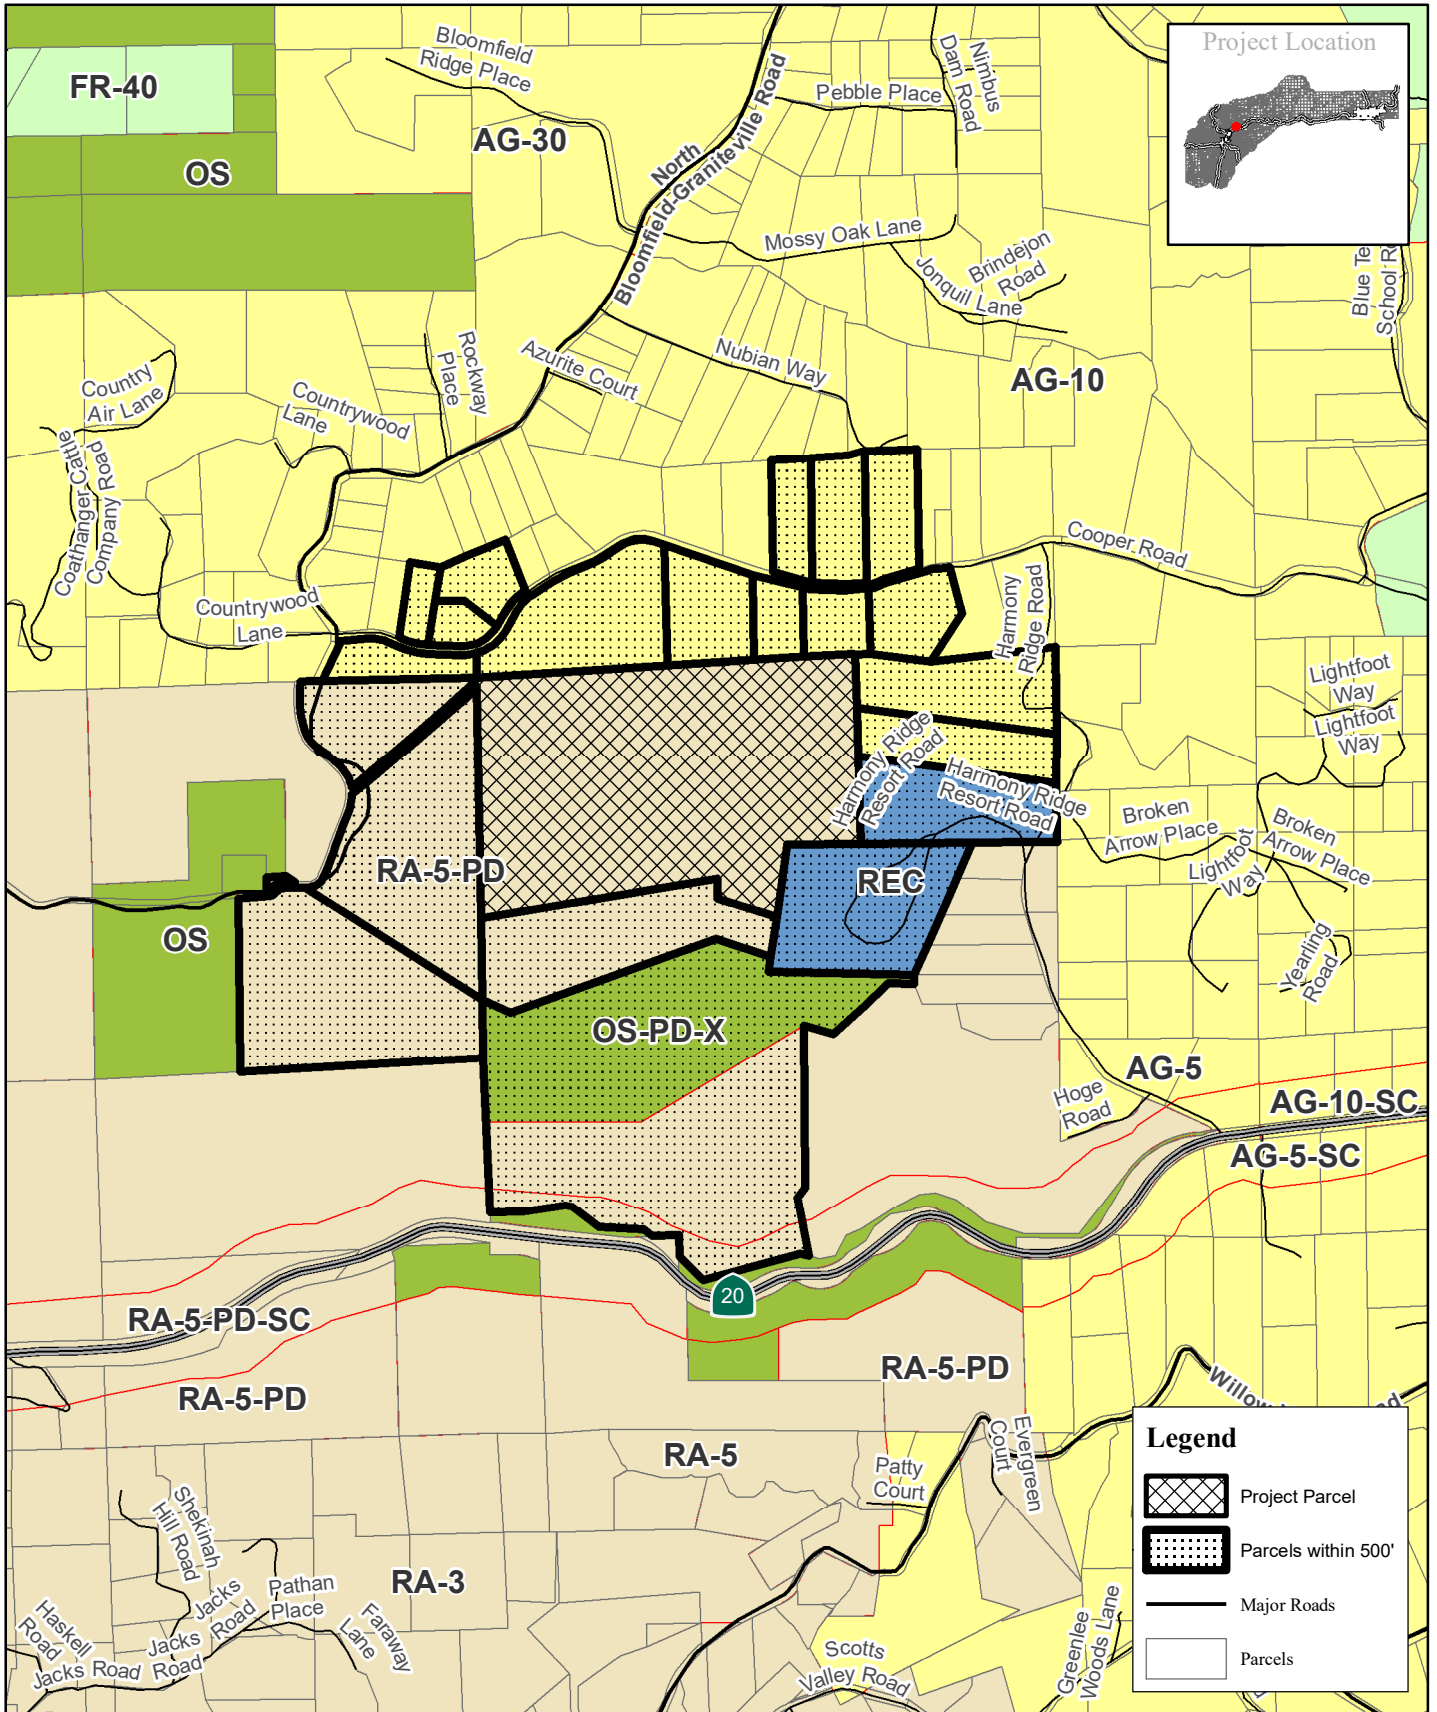 Project Location
Bloomfield
Ridge Place
FR-40
AG-30
OS
North
Bloomfield-Graniteville Road
Pebble Place
Nimbus
Dam Road
Mossy Oak Lane
Jonquil Lane
Brindejon
Road
Blue Te
School R
Country
Air Lane
Countrywood
Lane
Rockway
Place
Azurite Court
Nubian Way
AG-10
Coathanger Cattle
Company Road
Cooper Road
Countrywood
Lane
Harmony
Ridge Road
Lightfoot
Way
Lightfoot
Way
Harmony Ridge
Resort Road
Harmony Ridge
Resort Road
Broken
Arrow Place
Broken
Arrow Place
Lightfoot
Way
RA-5-PD
REC
OS
Yearling
Road
OS-PD-X
AG-5
Hoge
Road
AG-10-SC
AG-5-SC
20
RA-5-PD-SC
RA-5-PD
RA-5-PD
Willow
RA-5
Patty
Court
Evergreen
Court
Shekinah
Hill Road
RA-3
Pathan
Place
Jacks
Road
Faraway
Lane
Haskell
Road
Jacks
Road
Jacks Road
Scotts
Valley Road
Greenlee
Woods Lane
Legend
Project Parcel
Parcels within 500'
Major Roads
Parcels